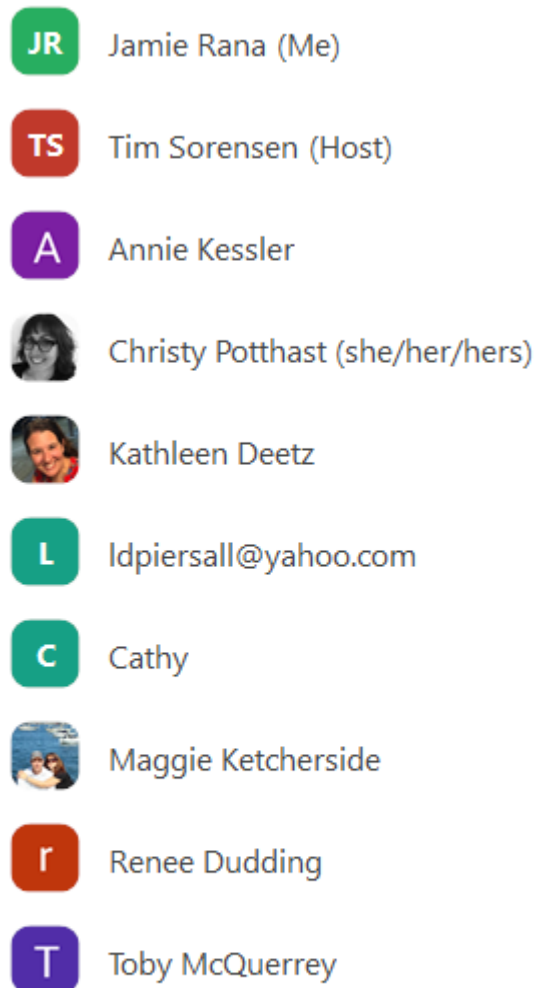 JR Jamie Rana (Me)
TS Tim Sorensen (Host)
A Annie Kessler
Christy Potthast (she/her/hers)
Kathleen Deetz
L ldpiersall@yahoo.com
C Cathy
Maggie Ketcherside
r Renee Dudding
T Toby McQuerrey